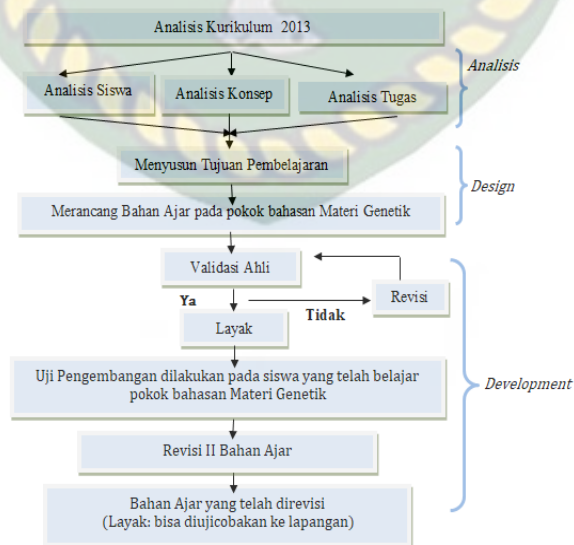 Analisis Kurikulum 2013
Analisis
Analisis Siswa
Analisis Konsep
Analisis Tugas
Menyusun Tujuan Pembelajaran
Design
Merancang Bahan Ajar pada pokok bahasan Materi Genetik
Validasi Ahli
Revisi
Ya
Tidak
Layak
Uji Pengembangan dilakukan pada siswa yang telah belajar
pokok bahasan Materi Genetik
Development
Revisi II Bahan Ajar
Bahan Ajar yang telah direvisi
(Layak: bisa diujicobakan ke lapangan)